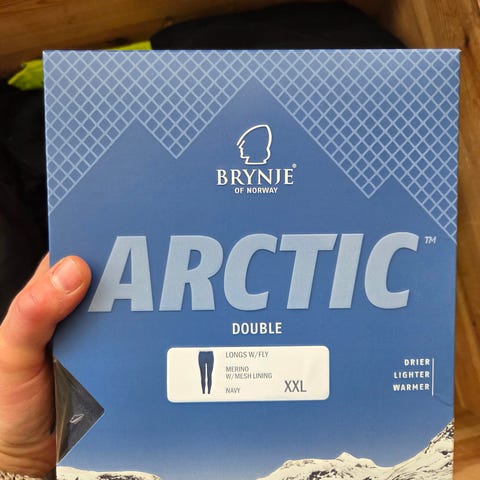 BRYNJE®
OF NORWAY
ARCTIC™
DOUBLE
LONGS W/FLY
MERINO
W/MESH LINING
NAVY
XXL
DRIER
LIGHTER
WARMER